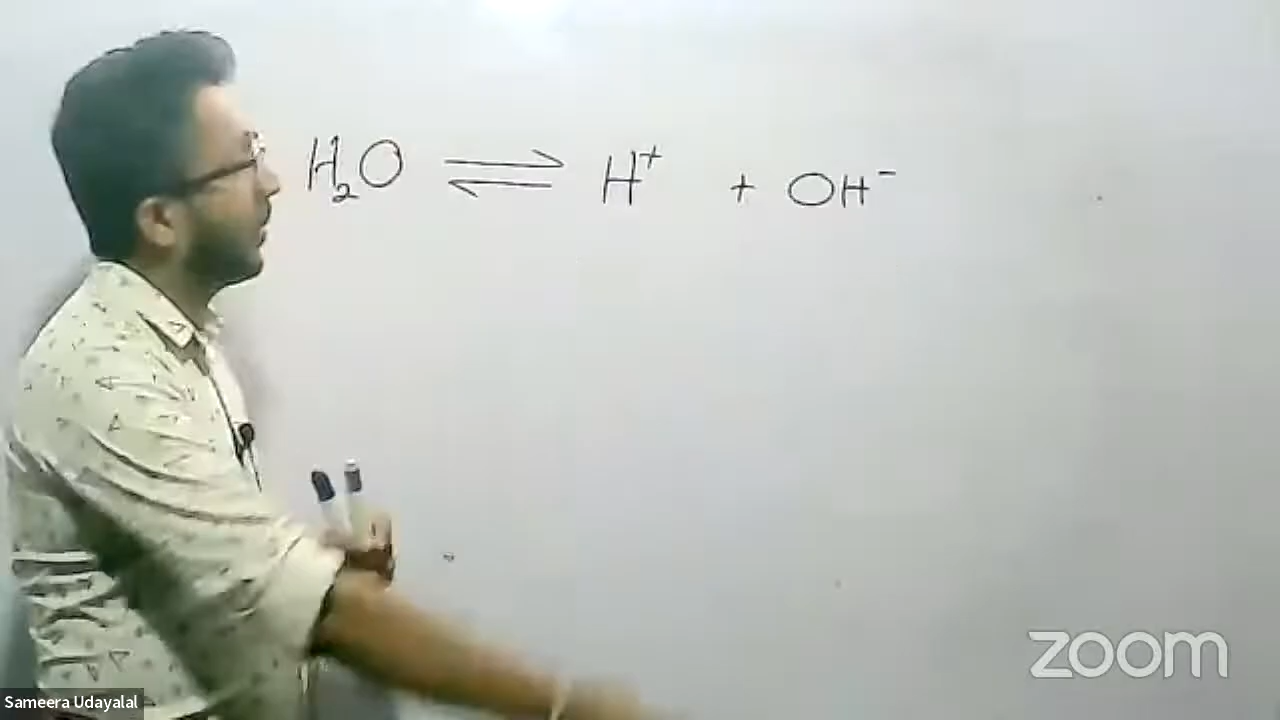 H₂O ⇌ H⁺ + OH⁻
zoom
Sameera Udayalal